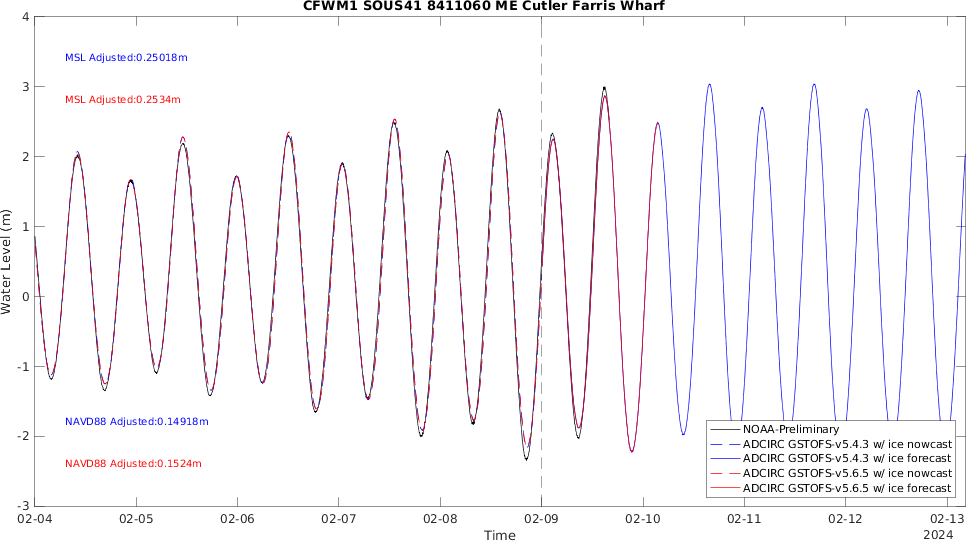 CFWM1 SOUS41 8411060 ME Cutler Farris Wharf
4
3
2
1
0
-1
-2
-3
Water Level (m)
MSL Adjusted:0.25018m
MSL Adjusted:0.2534m
NAVD88 Adjusted:0.14918m
NAVD88 Adjusted:0.1524m
NOAA-Preliminary
ADCIRC GSTOFS-v5.4.3 w/ ice nowcast
ADCIRC GSTOFS-v5.4.3 w/ ice forecast
ADCIRC GSTOFS-v5.6.5 w/ ice nowcast
ADCIRC GSTOFS-v5.6.5 w/ ice forecast
02-04 02-05 02-06 02-07 02-08 02-09 02-10 02-11 02-12 02-13
Time 2024